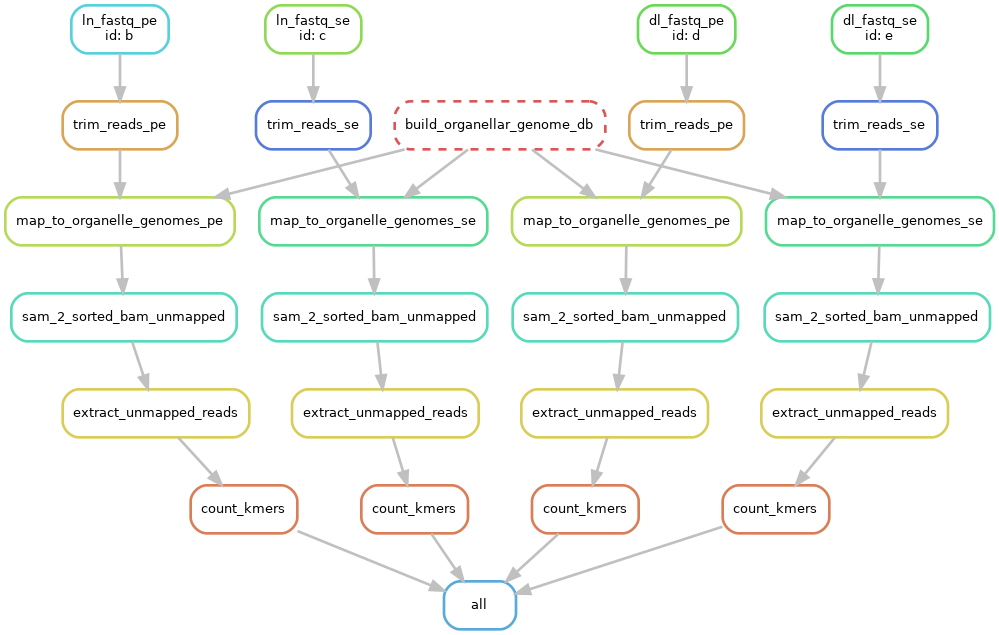 ln_fastq_pe
id: b
ln_fastq_se
id: c
dl_fastq_pe
id: d
dl_fastq_se
id: e
trim_reads_pe
trim_reads_se
build_organellar_genome_db
trim_reads_pe
trim_reads_se
map_to_organelle_genomes_pe
map_to_organelle_genomes_se
map_to_organelle_genomes_pe
map_to_organelle_genomes_se
sam_2_sorted_bam_unmapped
sam_2_sorted_bam_unmapped
sam_2_sorted_bam_unmapped
sam_2_sorted_bam_unmapped
extract_unmapped_reads
extract_unmapped_reads
extract_unmapped_reads
extract_unmapped_reads
count_kmers
count_kmers
count_kmers
count_kmers
all